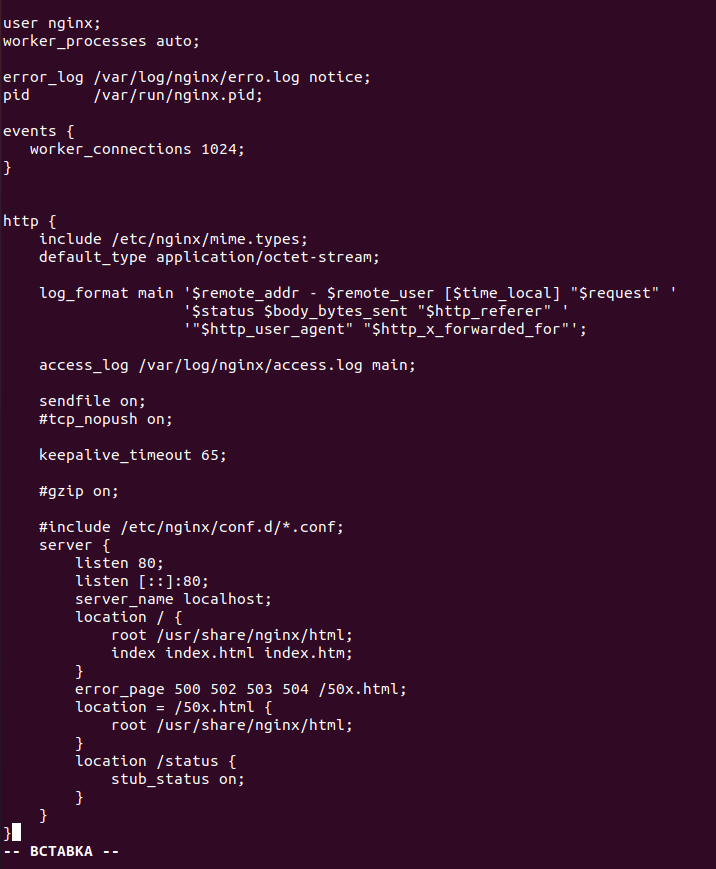 user nginx;
worker_processes auto;

error_log /var/log/nginx/erro.log notice;
pid       /var/run/nginx.pid;

events {
   worker_connections 1024;
}


http {
    include /etc/nginx/mime.types;
    default_type application/octet-stream;

    log_format main '$remote_addr - $remote_user [$time_local] "$request" '
                    '$status $body_bytes_sent "$http_referer" '
                    '"$http_user_agent" "$http_x_forwarded_for"';

    access_log /var/log/nginx/access.log main;

    sendfile on;
    #tcp_nopush on;

    keepalive_timeout 65;

    #gzip on;

    #include /etc/nginx/conf.d/*.conf;
    server {
        listen 80;
        listen [::]:80;
        server_name localhost;
        location / {
            root /usr/share/nginx/html;
            index index.html index.htm;
        }
        error_page 500 502 503 504 /50x.html;
        location = /50x.html {
            root /usr/share/nginx/html;
        }
        location /status {
            stub_status on;
        }
    }
}
-- ВСТАВКА --